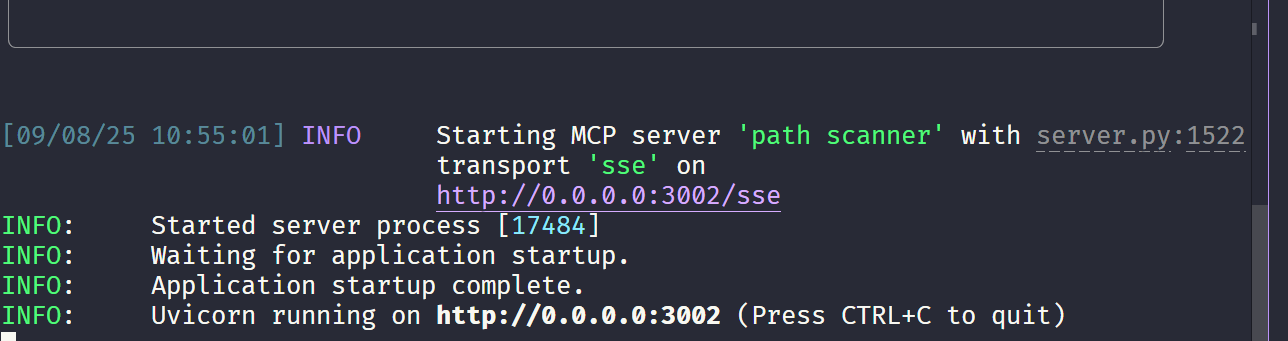 [09/08/25 10:55:01] INFO     Starting MCP server 'path scanner' with server.py:1522
transport 'sse' on
http://0.0.0.0:3002/sse
INFO:     Started server process [17484]
INFO:     Waiting for application startup.
INFO:     Application startup complete.
INFO:     Uvicorn running on http://0.0.0.0:3002 (Press CTRL+C to quit)